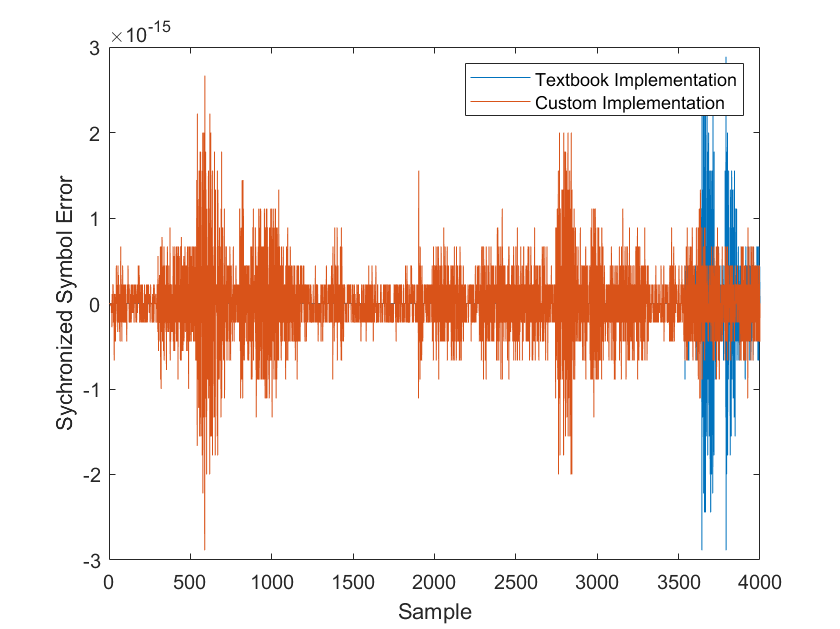 ×10⁻¹⁵
3
2
1
0
-1
-2
-3
Sychronized Symbol Error
Textbook Implementation
Custom Implementation
0 500 1000 1500 2000 2500 3000 3500 4000
Sample